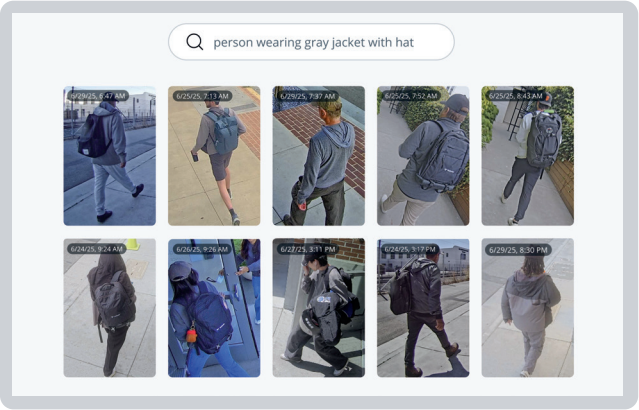 person wearing gray jacket with hat
6/29/25, 6:47 AM
6/25/25, 7:13 AM
6/29/25, 7:37 AM
6/25/25, 7:52 AM
6/25/25, 8:43 AM
6/24/25, 9:24 AM
6/26/25, 9:26 AM
6/27/25, 3:11 PM
6/24/25, 3:17 PM
6/29/25, 8:30 PM